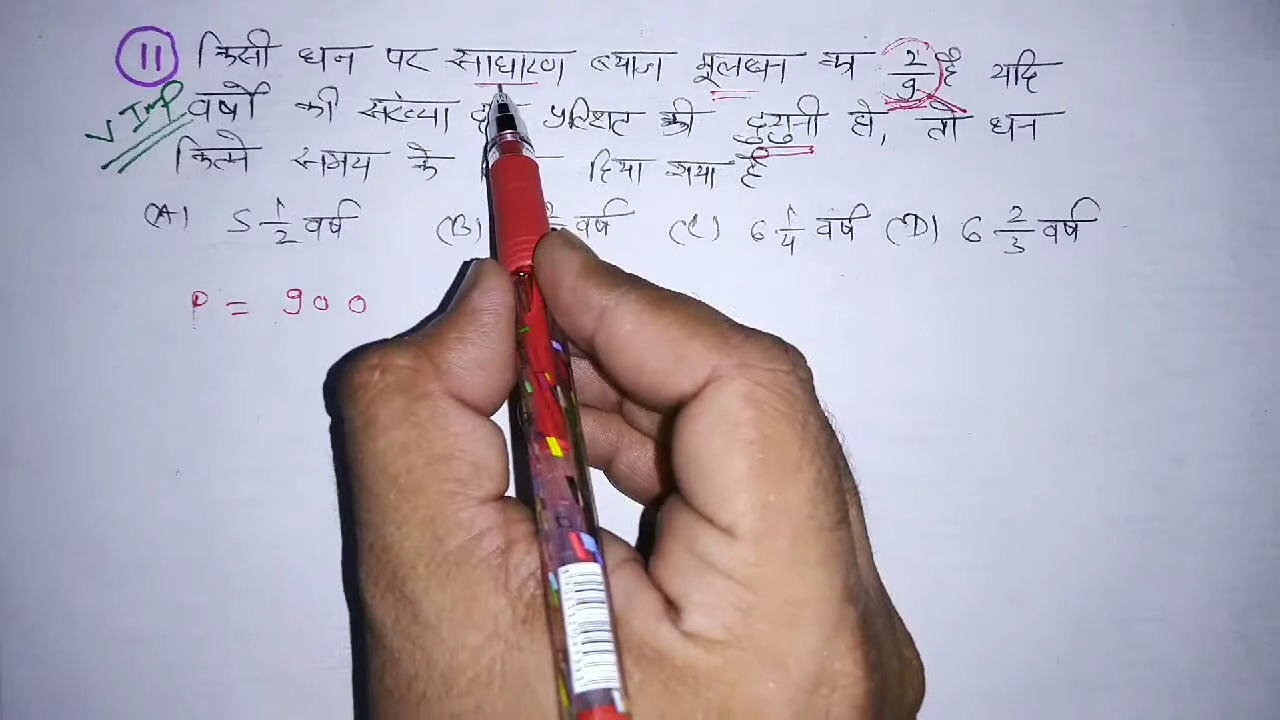 11 किसी धन पर साधारण ब्याज मूलधन का 2/9 है यदि
✓ Imp वर्षों की संख्या प्रतिशत की दुगुनी हो, तो धन
कितने समय के दिया गया है
(A) 5 1/2 वर्ष (B) वर्ष (C) 6 1/4 वर्ष (D) 6 2/3 वर्ष
P = 900